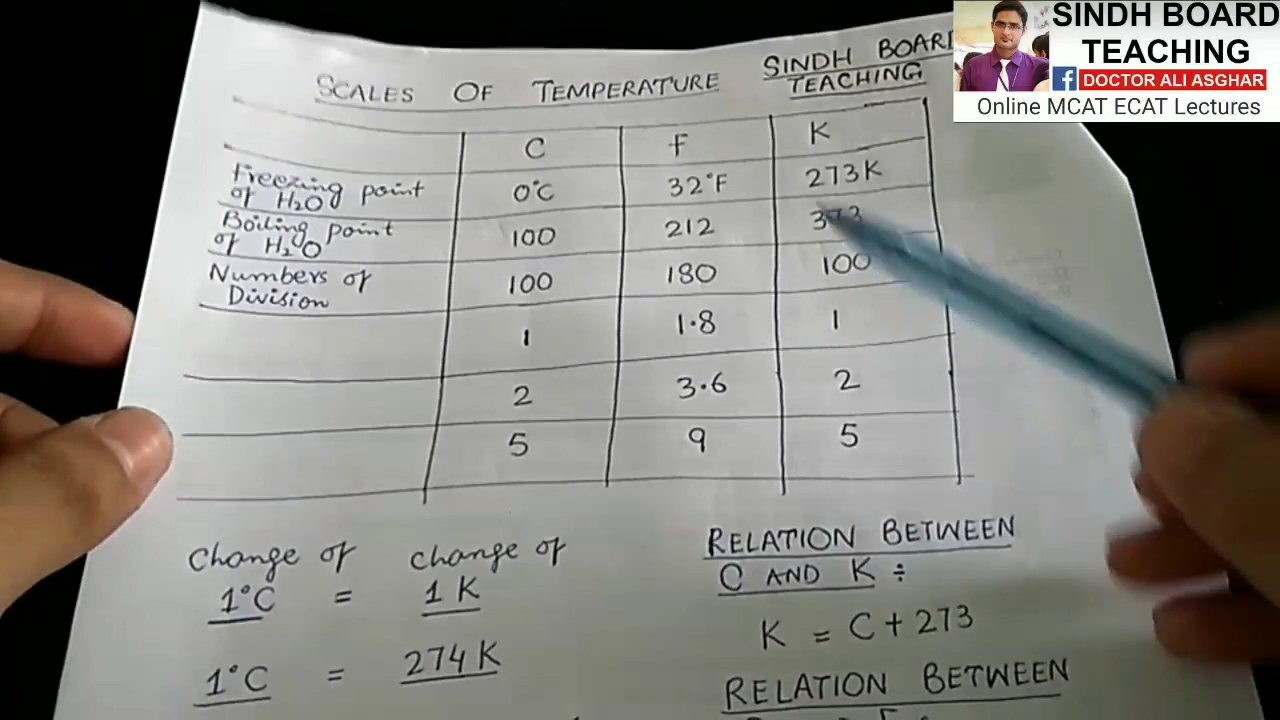 SINDH BOARD
TEACHING
f DOCTOR ALI ASGHAR
Online MCAT ECAT Lectures
SCALES OF TEMPERATURE
SINDH BOARD
TEACHING
C F K
Freezing point of H2O 0°C 32°F 273K
Boiling point of H2O 100 212 373
Numbers of Division 100 180 100
1 1.8 1
2 3.6 2
5 9 5
Change of change of
1°C = 1 K
1°C = 274 K
RELATION BETWEEN
C AND K ÷
K = C + 273
RELATION BETWEEN